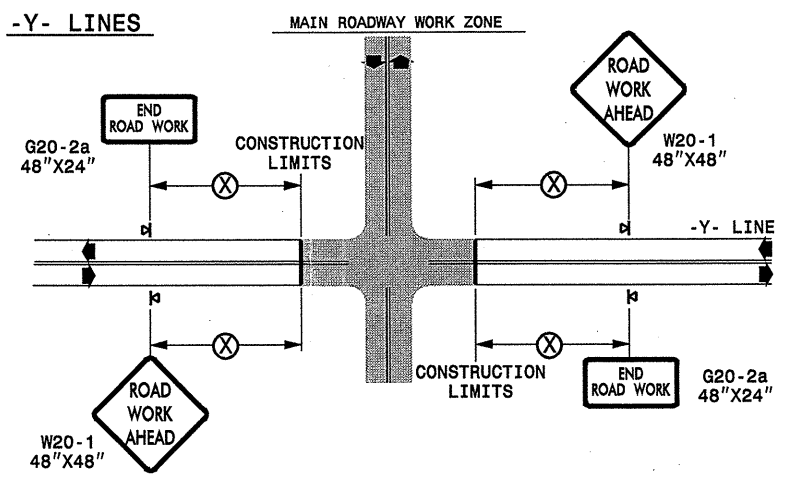 -Y- LINES
MAIN ROADWAY WORK ZONE
END
ROAD WORK
G20-2a
48"X24"
CONSTRUCTION
LIMITS
X
ROAD
WORK
AHEAD
W20-1
48"X48"
X
-Y- LINE
X
ROAD
WORK
AHEAD
W20-1
48"X48"
X
CONSTRUCTION
LIMITS
END
ROAD WORK
G20-2a
48"X24"